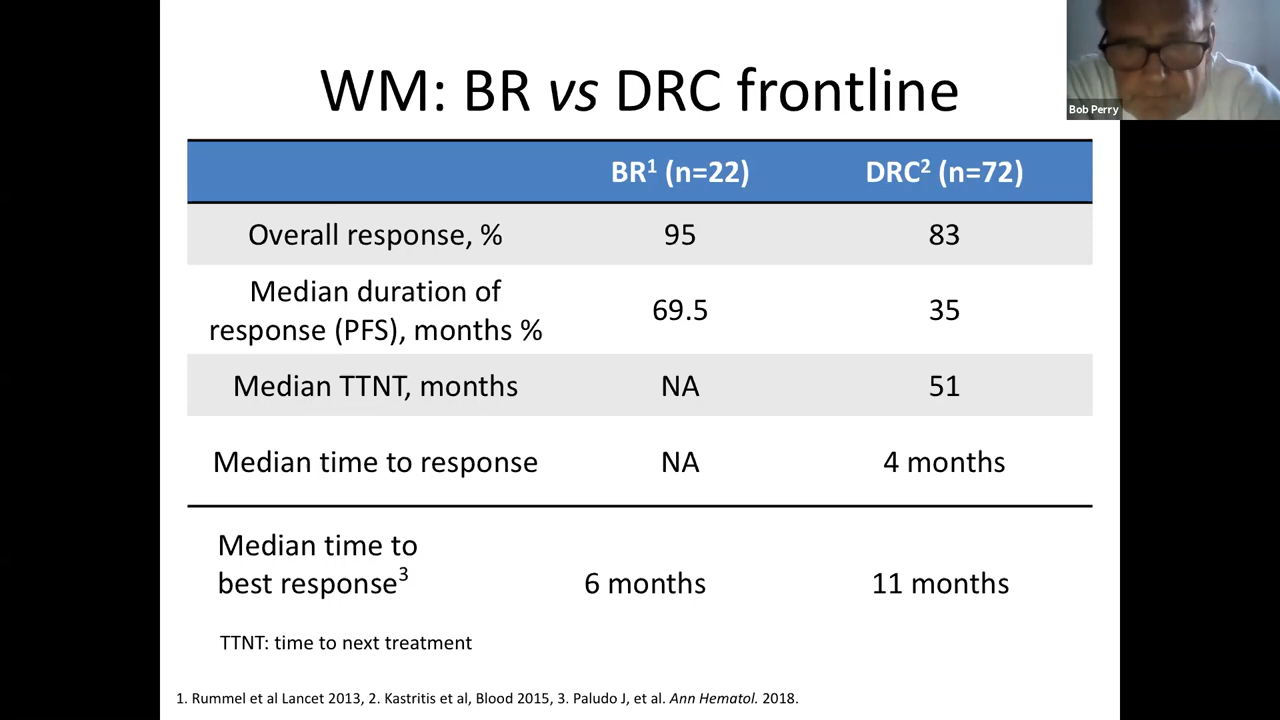 WM: BR vs DRC frontline
Bob Perry
BR1 (n=22) DRC2 (n=72)
Overall response, % 95 83
Median duration of
response (PFS), months % 69.5 35
Median TTNT, months NA 51
Median time to response NA 4 months
Median time to
best response3 6 months 11 months
TTNT: time to next treatment
1. Rummel et al Lancet 2013, 2. Kastritis et al, Blood 2015, 3. Paludo J, et al. Ann Hematol. 2018.